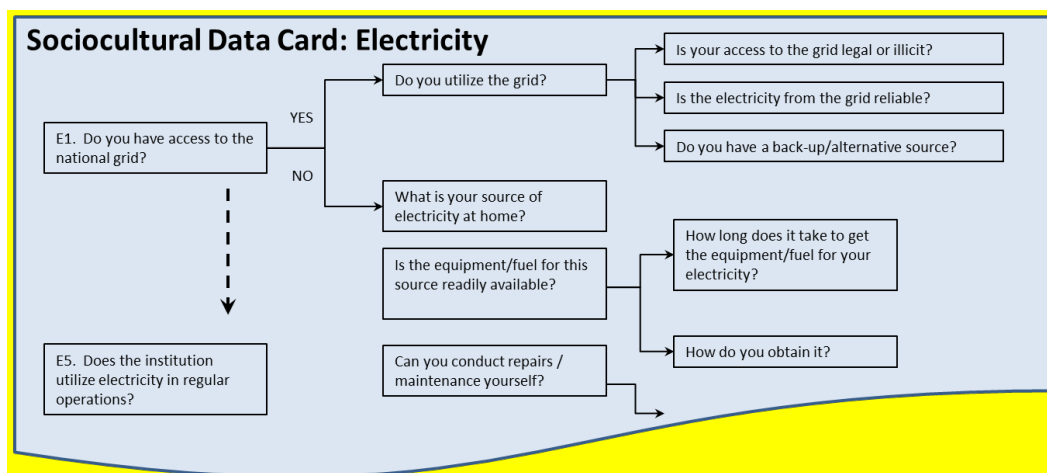 Sociocultural Data Card: Electricity
E1. Do you have access to the
national grid?
YES
NO
Do you utilize the grid?
Is your access to the grid legal or illicit?
Is the electricity from the grid reliable?
Do you have a back-up/alternative source?
What is your source of
electricity at home?
Is the equipment/fuel for this
source readily available?
How long does it take to get
the equipment/fuel for your
electricity?
How do you obtain it?
Can you conduct repairs /
maintenance yourself?
E5. Does the institution
utilize electricity in regular
operations?